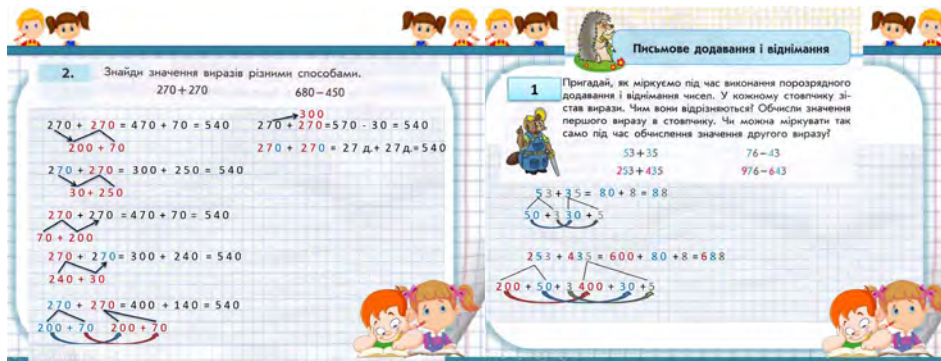 2. Знайди значення виразів різними способами.
270+270 680-450
270 + 270 = 470 + 70 = 540
200 + 70
270 + 270 = 300 + 250 = 540
30 + 250
270 + 270 = 470 + 70 = 540
70 + 200
270 + 270 = 300 + 240 = 540
240 + 30
270 + 270 = 400 + 140 = 540
200 + 70 200 + 70
300
270 + 270 =570 - 30 = 540
270 + 270 = 27 д.+ 27 д.= 540
Письмове додавання і віднімання
1 Пригадай, як міркуємо під час виконання порозрядного
додавання і віднімання чисел. У кожному стовпчику зі-
став вирази. Чим вони відрізняються? Обчисли значення
першого виразу в стовпчику. Чи можна міркувати так
само під час обчислення значення другого виразу?
53+35 76-43
253+435 976-643
53+35 = 80+8 = 88
50 + 3 30 + 5
253 + 435 = 600+ 80 +8=688
200 + 50+ 3 400 + 30 +5